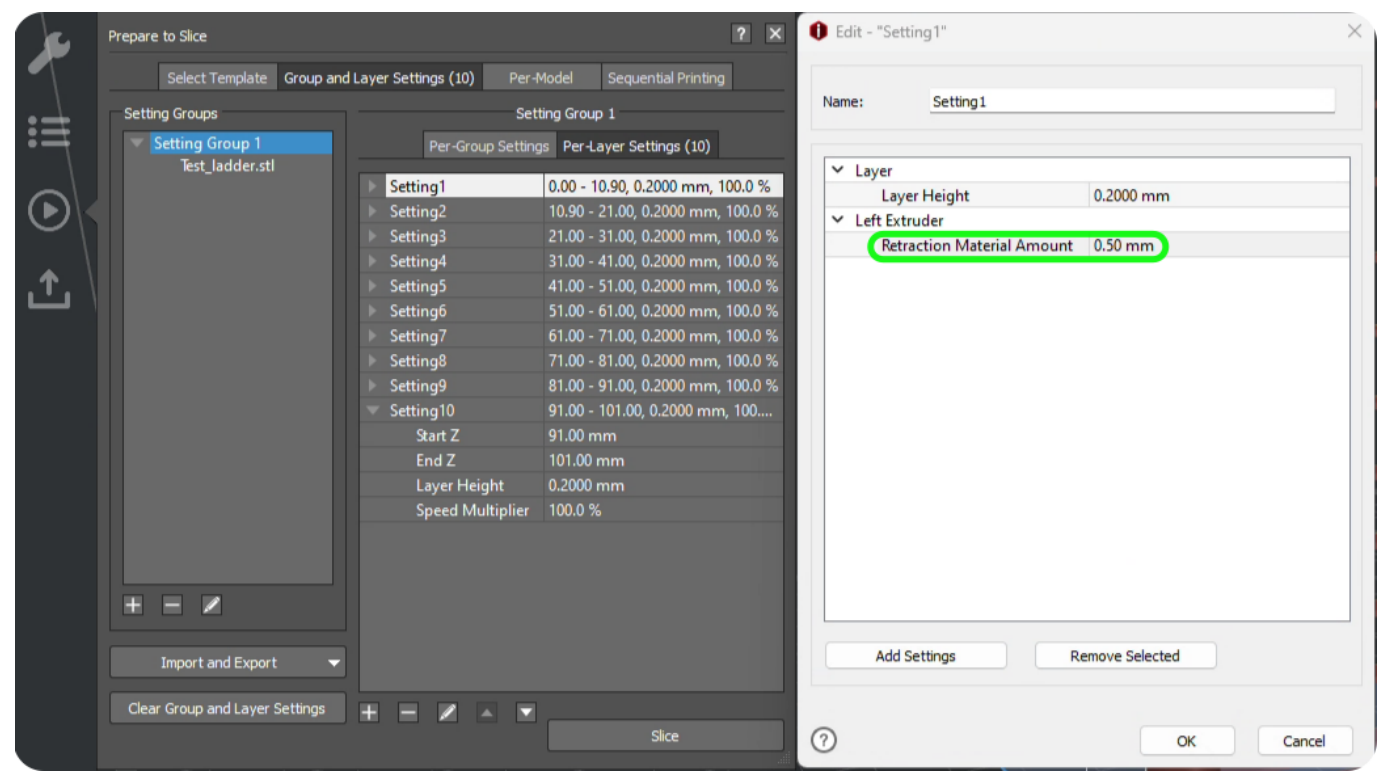 Prepare to Slice
?
Select Template
Group and Layer Settings (10)
Per-Model
Sequential Printing
Setting Groups
Setting Group 1
Test_ladder.stl
Import and Export
Clear Group and Layer Settings
Setting Group 1
Per-Group Settings
Per-Layer Settings (10)
Setting1 0.00 - 10.90, 0.2000 mm, 100.0 %
Setting2 10.90 - 21.00, 0.2000 mm, 100.0 %
Setting3 21.00 - 31.00, 0.2000 mm, 100.0 %
Setting4 31.00 - 41.00, 0.2000 mm, 100.0 %
Setting5 41.00 - 51.00, 0.2000 mm, 100.0 %
Setting6 51.00 - 61.00, 0.2000 mm, 100.0 %
Setting7 61.00 - 71.00, 0.2000 mm, 100.0 %
Setting8 71.00 - 81.00, 0.2000 mm, 100.0 %
Setting9 81.00 - 91.00, 0.2000 mm, 100.0 %
Setting10 91.00 - 101.00, 0.2000 mm, 100....
Start Z 91.00 mm
End Z 101.00 mm
Layer Height 0.2000 mm
Speed Multiplier 100.0 %
Slice
Edit - "Setting1"
Name: Setting1
Layer
Layer Height 0.2000 mm
Left Extruder
Retraction Material Amount 0.50 mm
Add Settings
Remove Selected
?
OK
Cancel